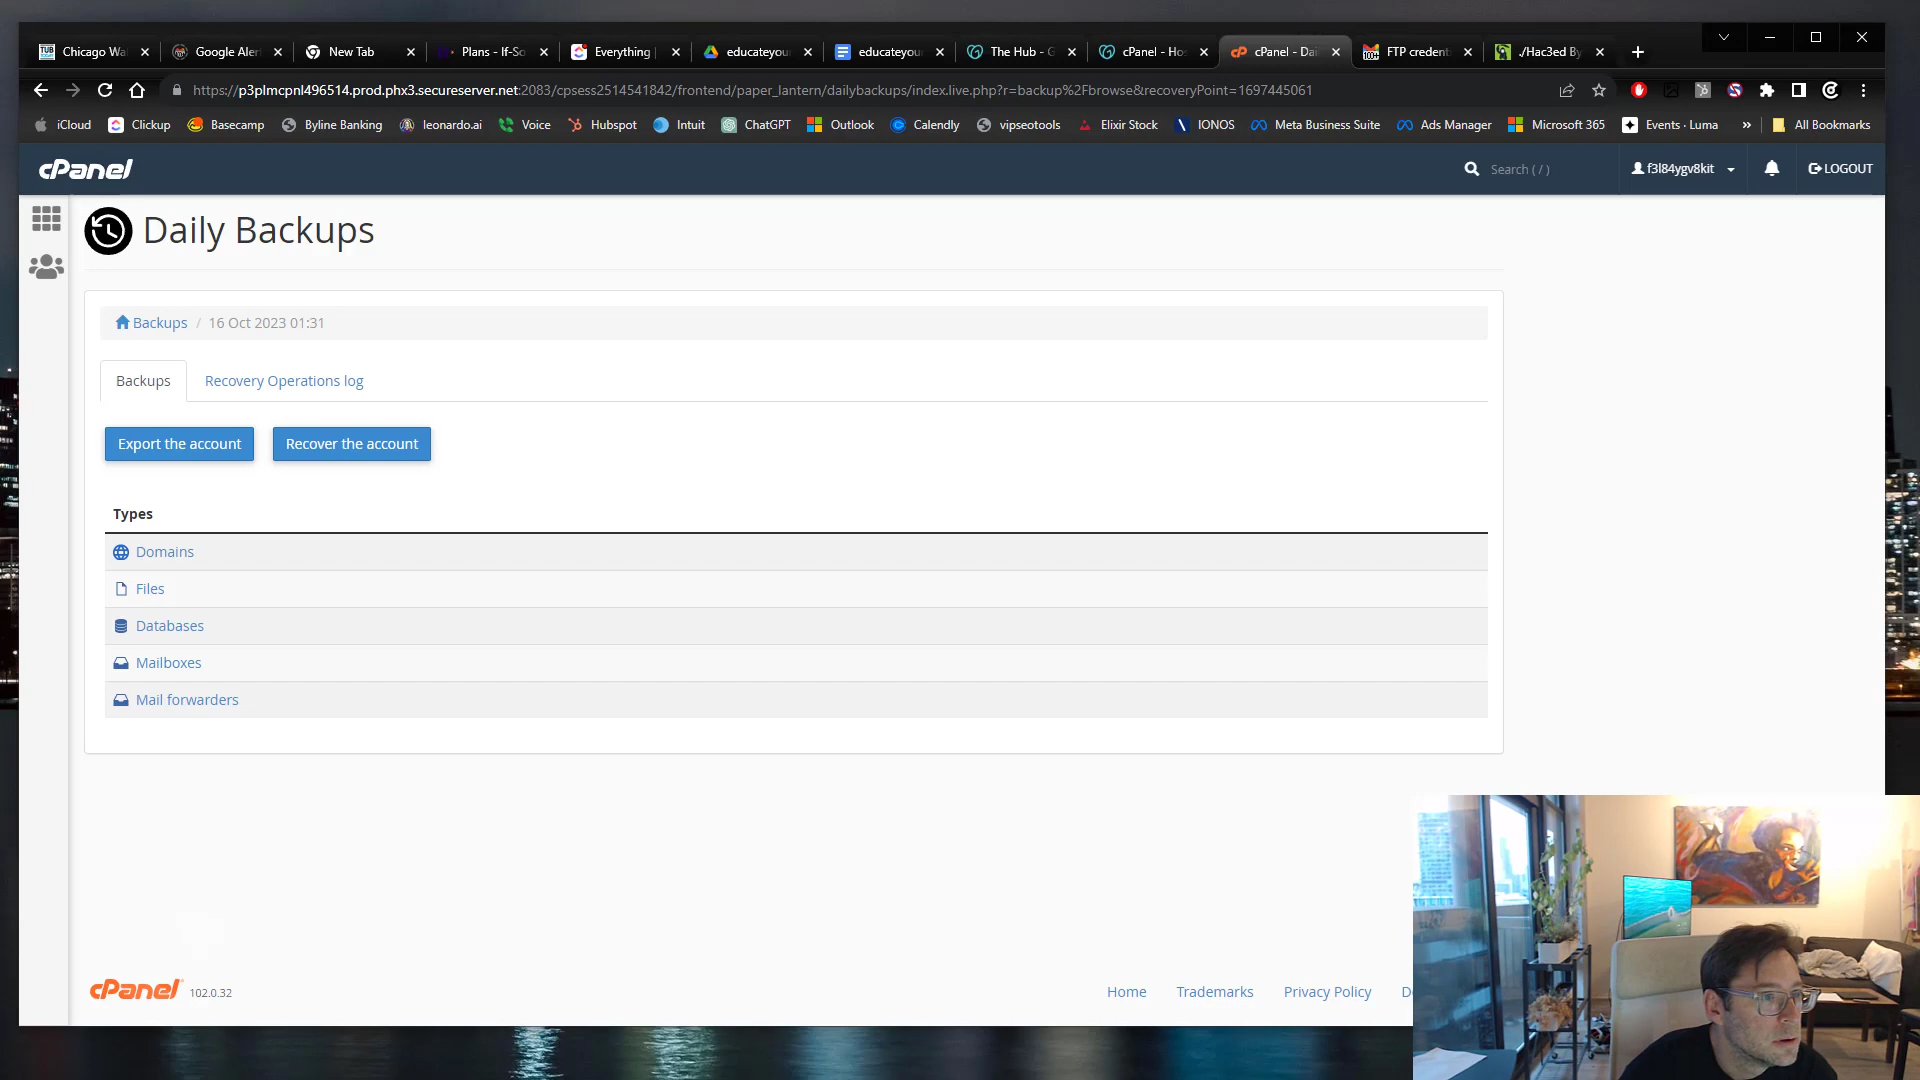 Chicago Wa
Google Aler
New Tab
Plans - If-So
Everything
educateyou
educateyou
The Hub - G
cPanel - Ho
cPanel - Dai
FTP credent
./Hac3ed By
https://p3plmcpnl496514.prod.phx3.secureserver.net:2083/cpsess2514541842/frontend/paper_lantern/dailybackups/index.live.php?r=backup%2Fbrowse&recoveryPoint=1697445061
iCloud
Clickup
Basecamp
Byline Banking
leonardo.ai
Voice
Hubspot
Intuit
ChatGPT
Outlook
Calendly
vipseotools
Elixir Stock
IONOS
Meta Business Suite
Ads Manager
Microsoft 365
Events · Luma
»
All Bookmarks
cPanel
Search ( / )
f3l84ygv8kit
LOGOUT
Daily Backups
Backups / 16 Oct 2023 01:31
Backups
Recovery Operations log
Export the account
Recover the account
Types
Domains
Files
Databases
Mailboxes
Mail forwarders
cPanel 102.0.32
Home
Trademarks
Privacy Policy